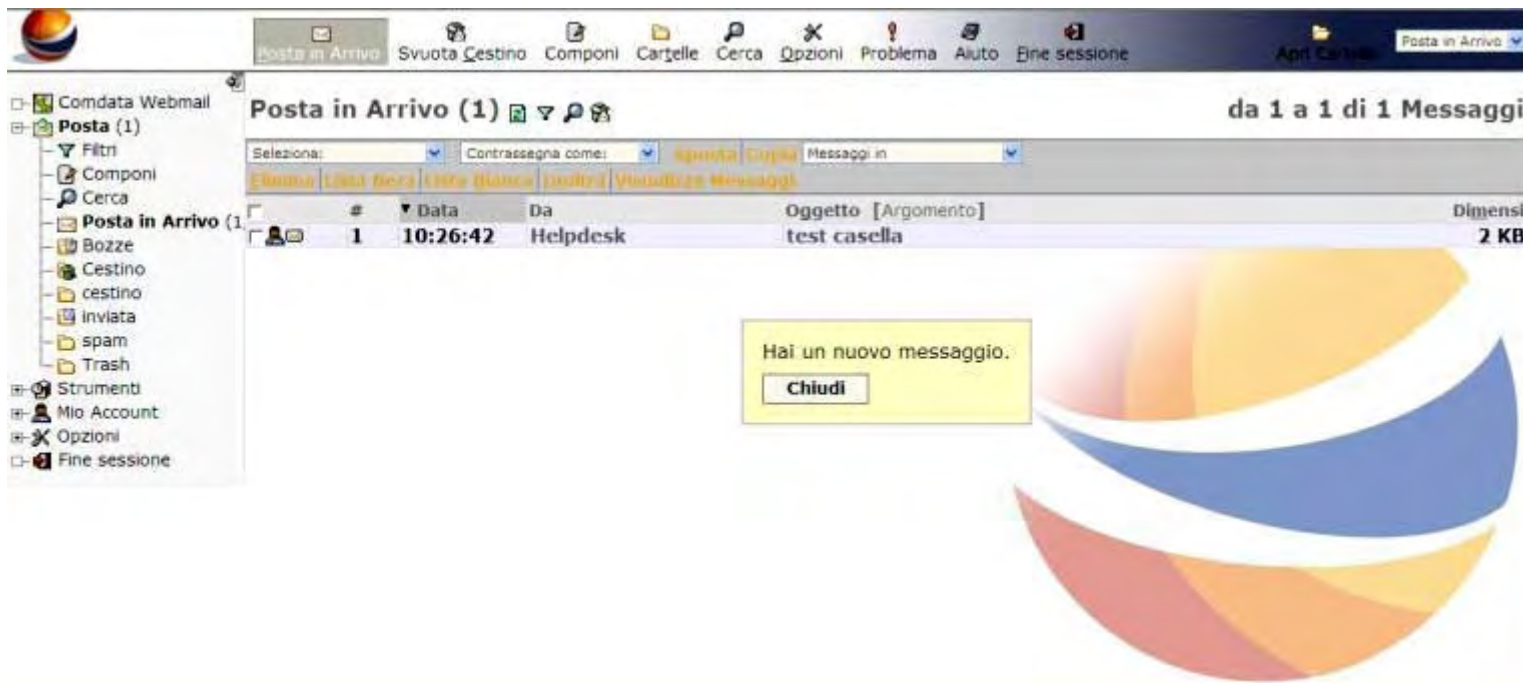 Posta in Arrivo Svuota Cestino Componi Cartelle Cerca Opzioni Problema Aiuto Fine sessione Apri Cartella Posta in Arrivo
Comdata Webmail
Posta (1)
Filtri
Componi
Cerca
Posta in Arrivo (1
Bozze
Cestino
cestino
inviata
spam
Trash
Strumenti
Mio Account
Opzioni
Fine sessione
Posta in Arrivo (1) da 1 a 1 di 1 Messaggi
Seleziona: Contrassegna come: Sposta Copia Messaggi in
Elimina Lista Nera Lista Bianca Inoltra Visualizza Messaggi
# Data Da Oggetto [Argomento] Dimensi
1 10:26:42 Helpdesk test casella 2 KB
Hai un nuovo messaggio.
Chiudi